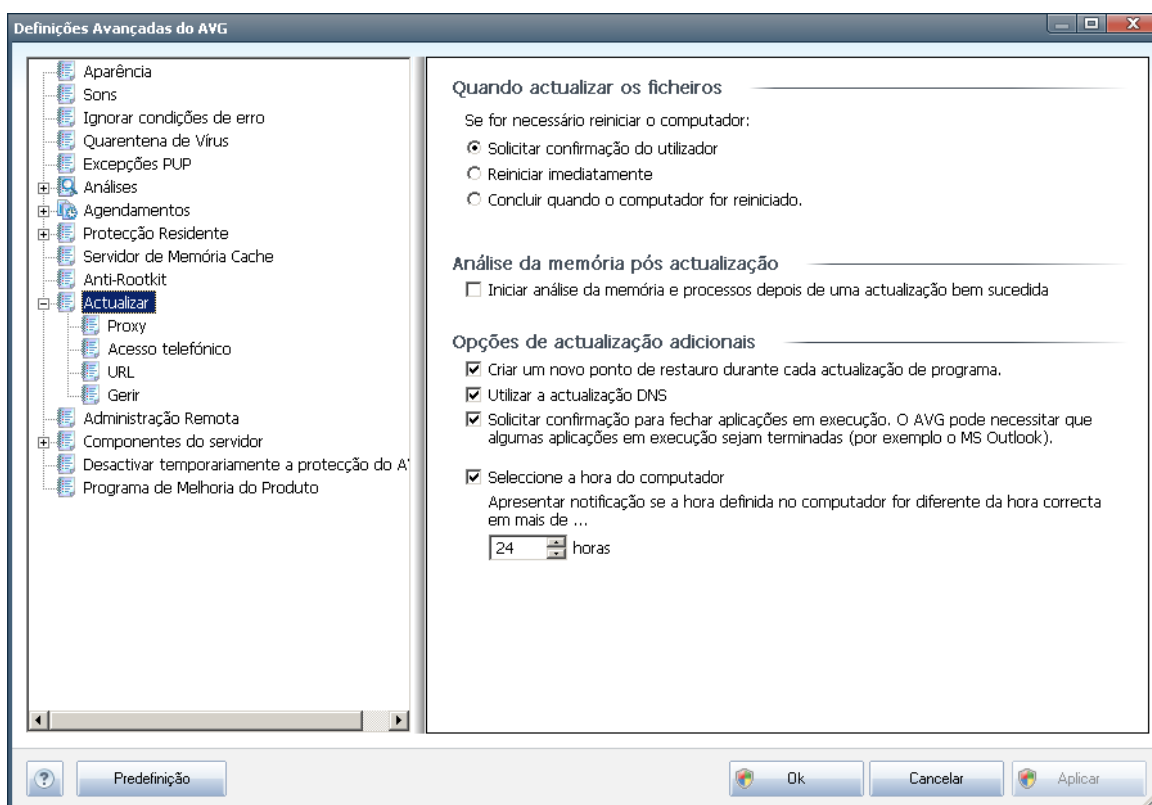 Definições Avançadas do AVG
Aparência
Sons
Ignorar condições de erro
Quarentena de Vírus
Excepções PUP
Análises
Agendamentos
Protecção Residente
Servidor de Memória Cache
Anti-Rootkit
Actualizar
Proxy
Acesso telefónico
URL
Gerir
Administração Remota
Componentes do servidor
Desactivar temporariamente a protecção do A
Programa de Melhoria do Produto
Quando actualizar os ficheiros
Se for necessário reiniciar o computador:
Solicitar confirmação do utilizador
Reiniciar imediatamente
Concluir quando o computador for reiniciado.
Análise da memória pós actualização
Iniciar análise da memória e processos depois de uma actualização bem sucedida
Opções de actualização adicionais
Criar um novo ponto de restauro durante cada actualização de programa.
Utilizar a actualização DNS
Solicitar confirmação para fechar aplicações em execução. O AVG pode necessitar que
algumas aplicações em execução sejam terminadas (por exemplo o MS Outlook).
Seleccione a hora do computador
Apresentar notificação se a hora definida no computador for diferente da hora correcta
em mais de ...
24 horas
? Predefinição Ok Cancelar Aplicar